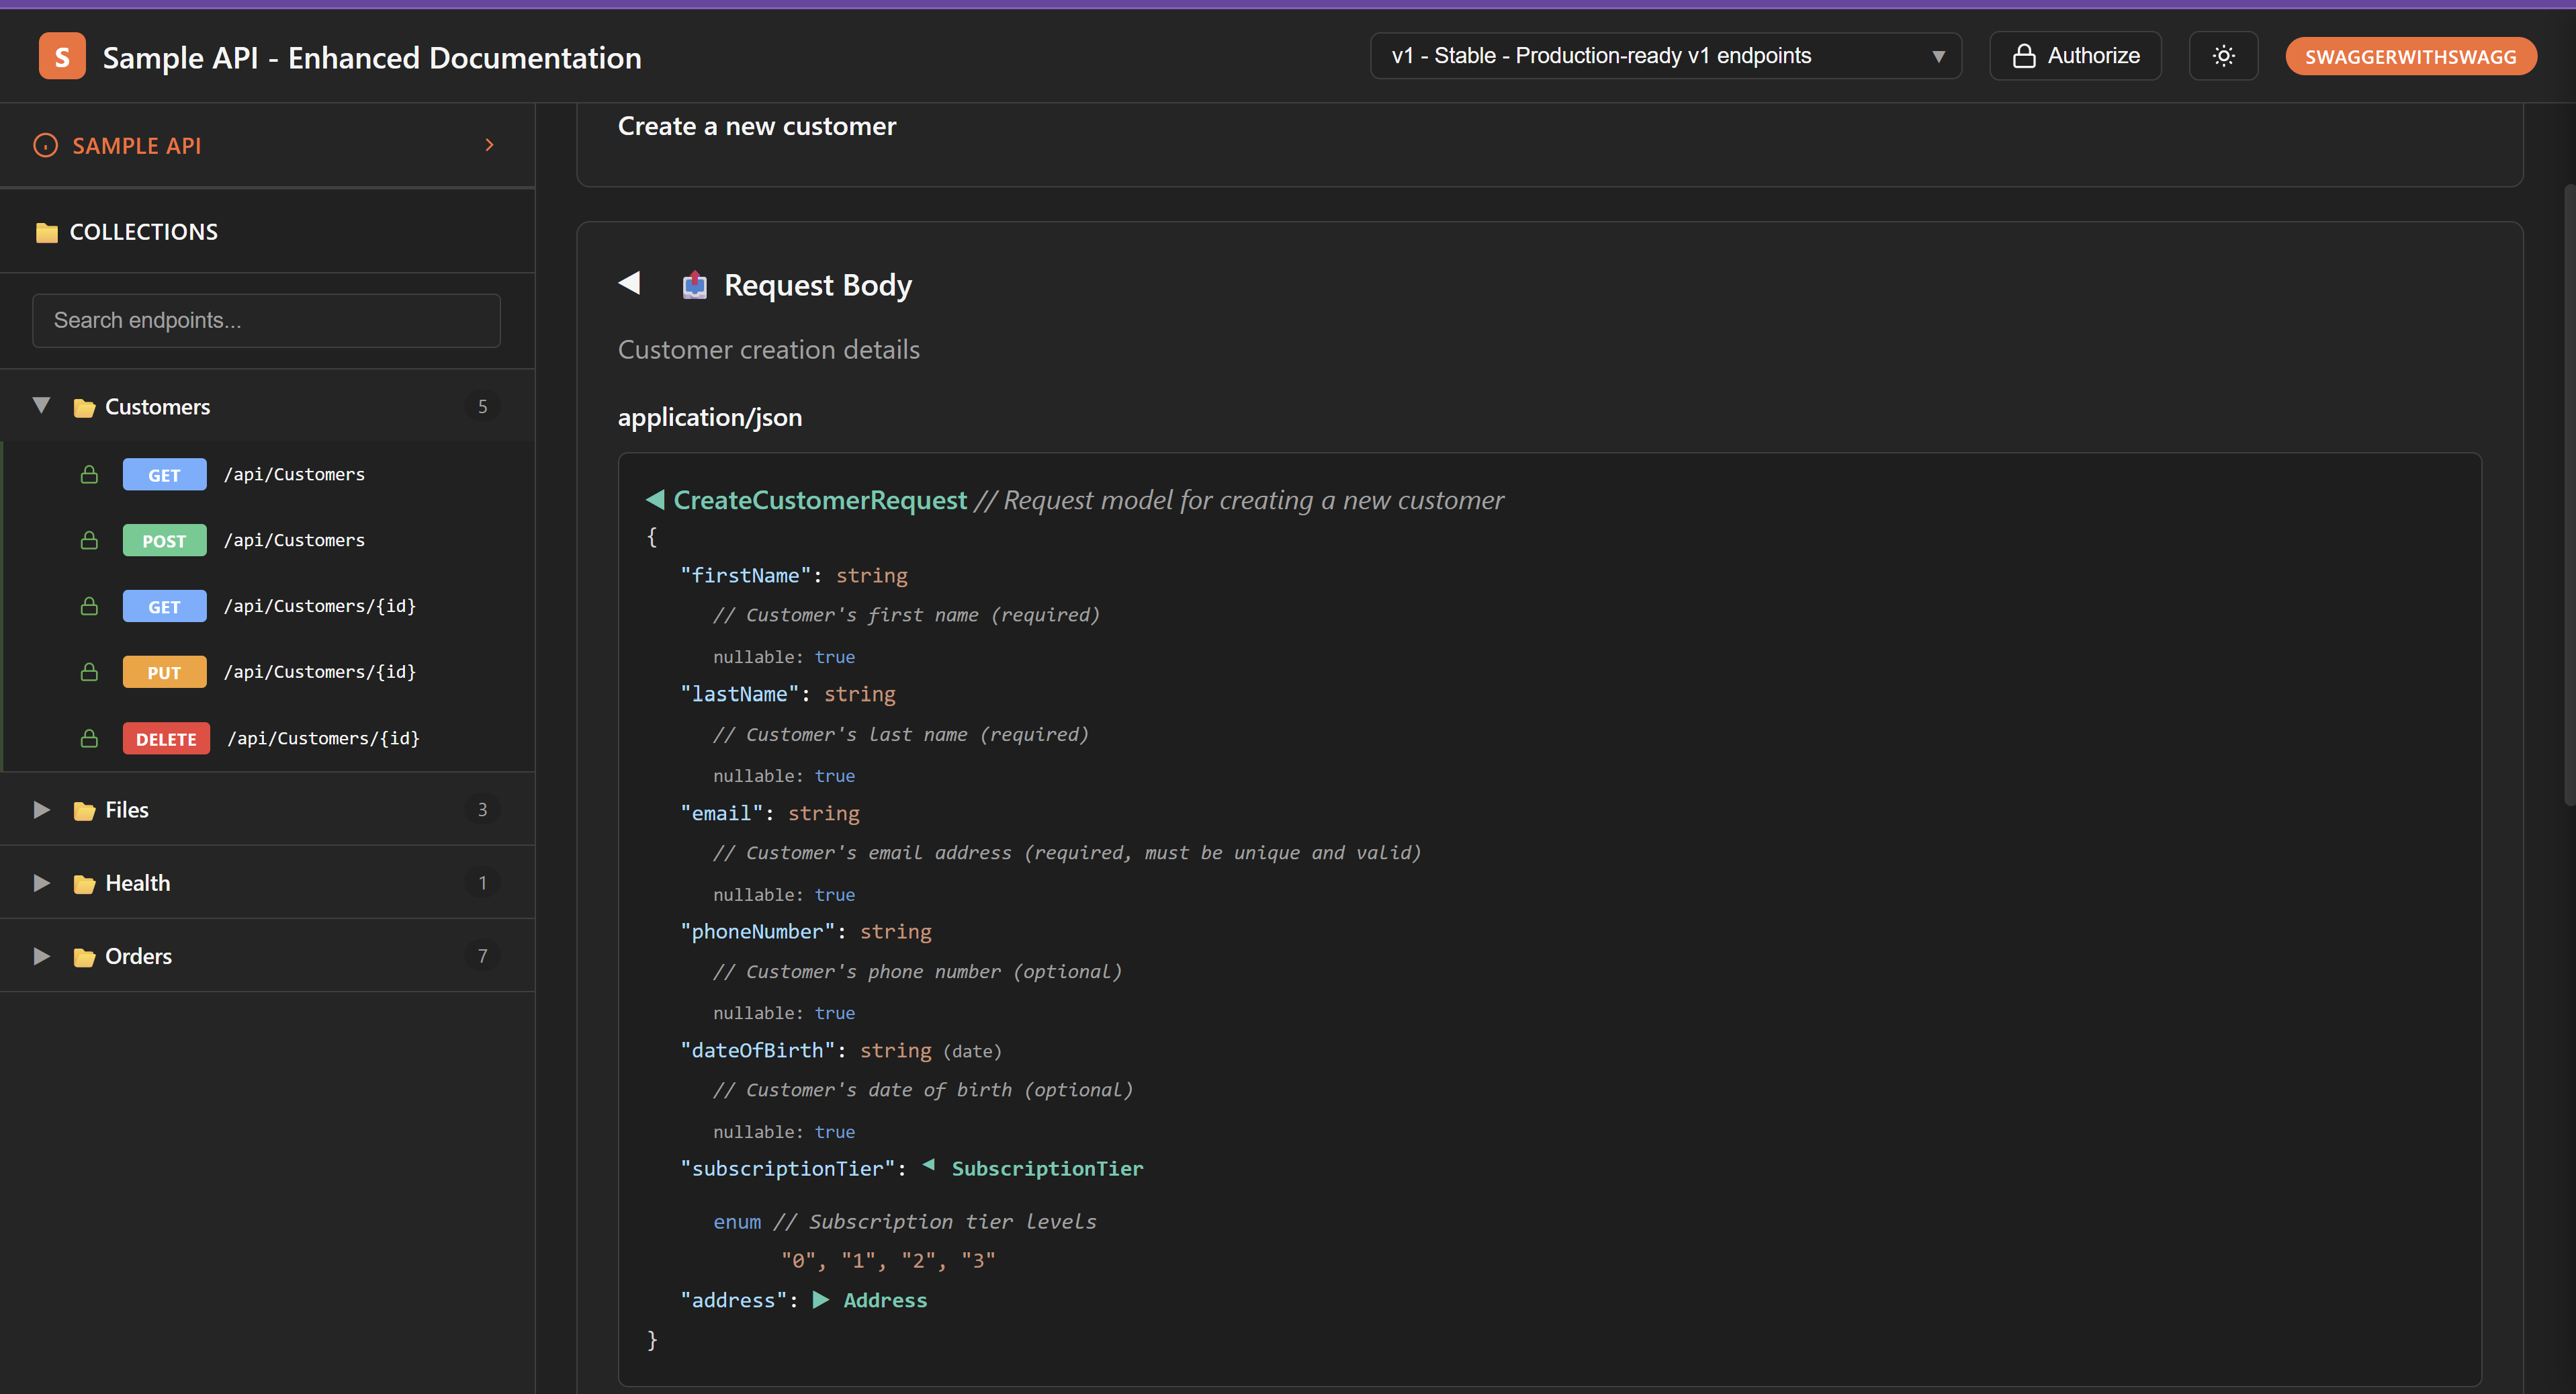 S Sample API - Enhanced Documentation
v1 - Stable - Production-ready v1 endpoints
Authorize
SWAGGERWITHSWAGG
SAMPLE API
COLLECTIONS
Search endpoints...
Customers 5
GET /api/Customers
POST /api/Customers
GET /api/Customers/{id}
PUT /api/Customers/{id}
DELETE /api/Customers/{id}
Files 3
Health 1
Orders 7
Create a new customer
Request Body
Customer creation details
application/json
CreateCustomerRequest // Request model for creating a new customer
{
"firstName": string
// Customer's first name (required)
nullable: true
"lastName": string
// Customer's last name (required)
nullable: true
"email": string
// Customer's email address (required, must be unique and valid)
nullable: true
"phoneNumber": string
// Customer's phone number (optional)
nullable: true
"dateOfBirth": string (date)
// Customer's date of birth (optional)
nullable: true
"subscriptionTier": SubscriptionTier
enum // Subscription tier levels
"0", "1", "2", "3"
"address": Address
}